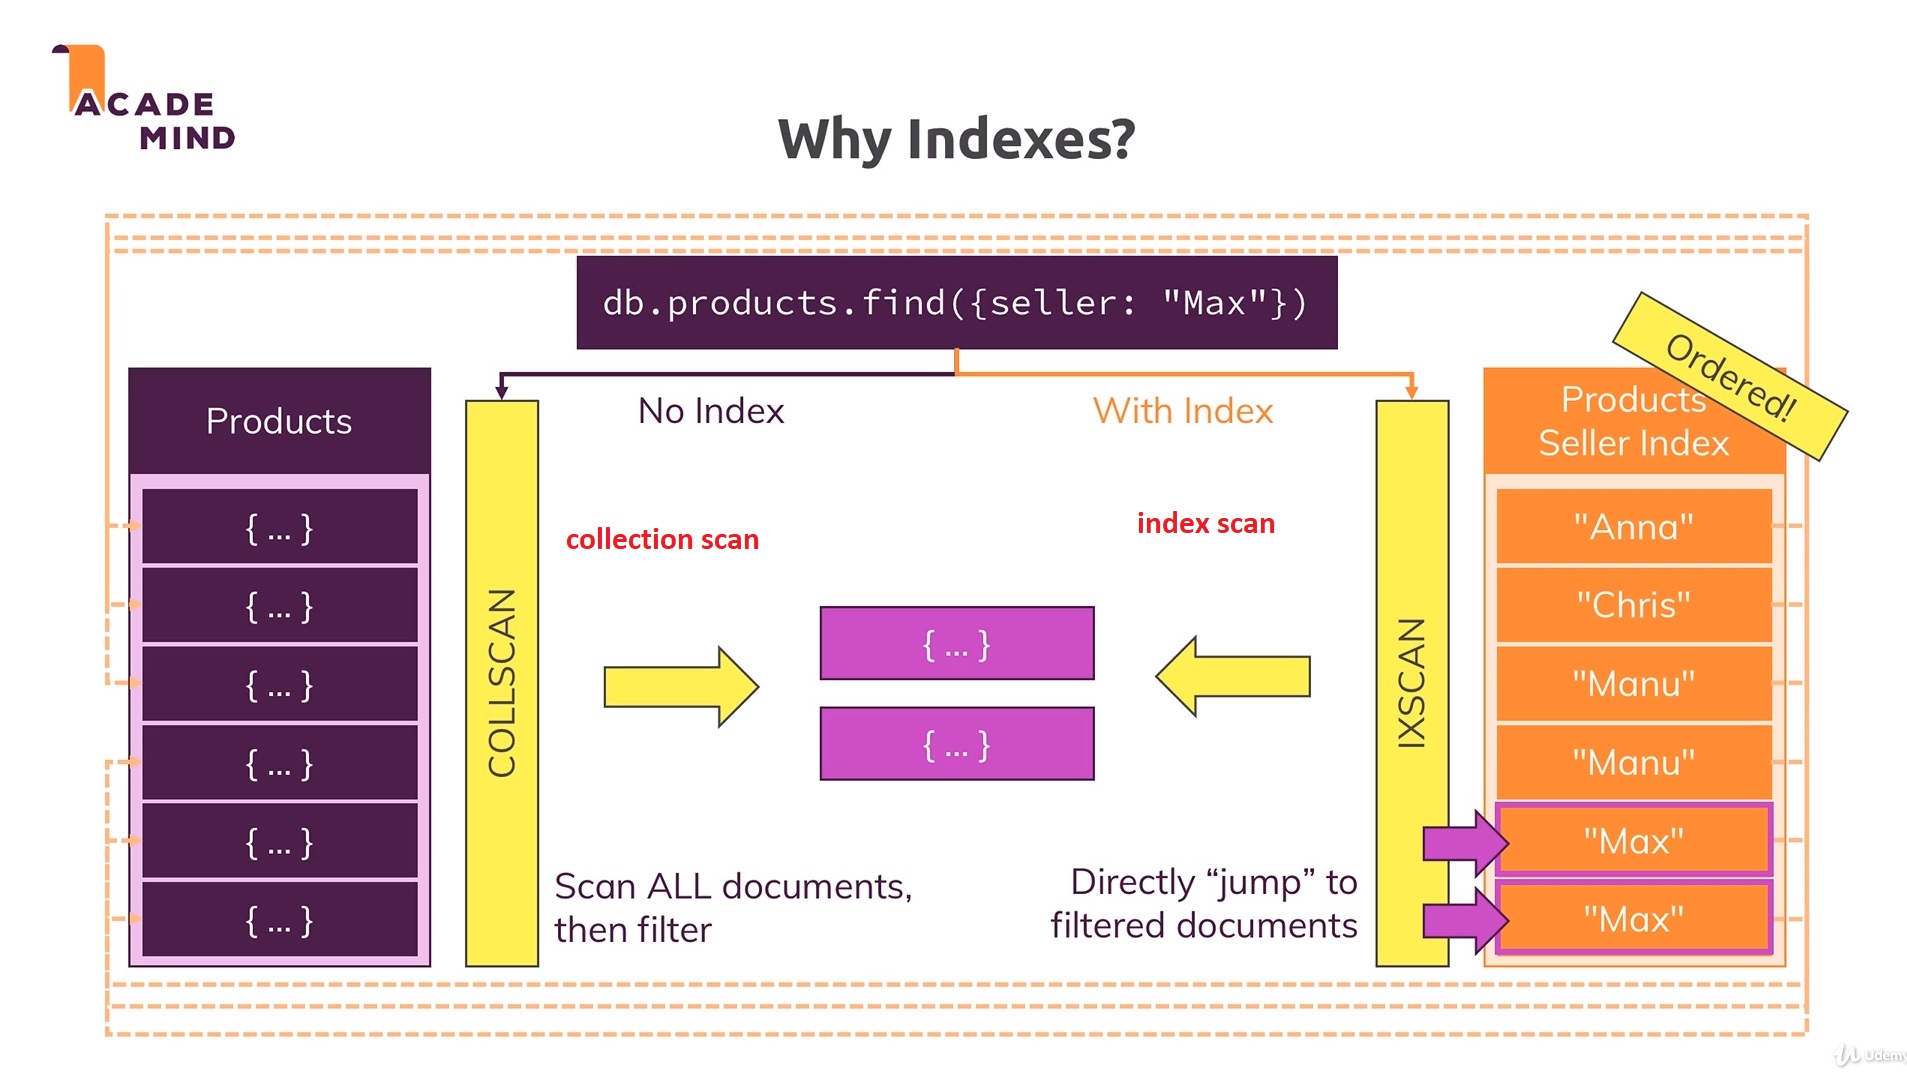 ACADE
MIND
Why Indexes?
db.products.find({seller: "Max"})
Ordered!
No Index
With Index
Products
Products
Seller Index
{ ... }
{ ... }
{ ... }
{ ... }
{ ... }
{ ... }
COLLSCAN
collection scan
index scan
{ ... }
{ ... }
IXSCAN
"Anna"
"Chris"
"Manu"
"Manu"
"Max"
"Max"
Scan ALL documents,
then filter
Directly “jump” to
filtered documents
Udemy